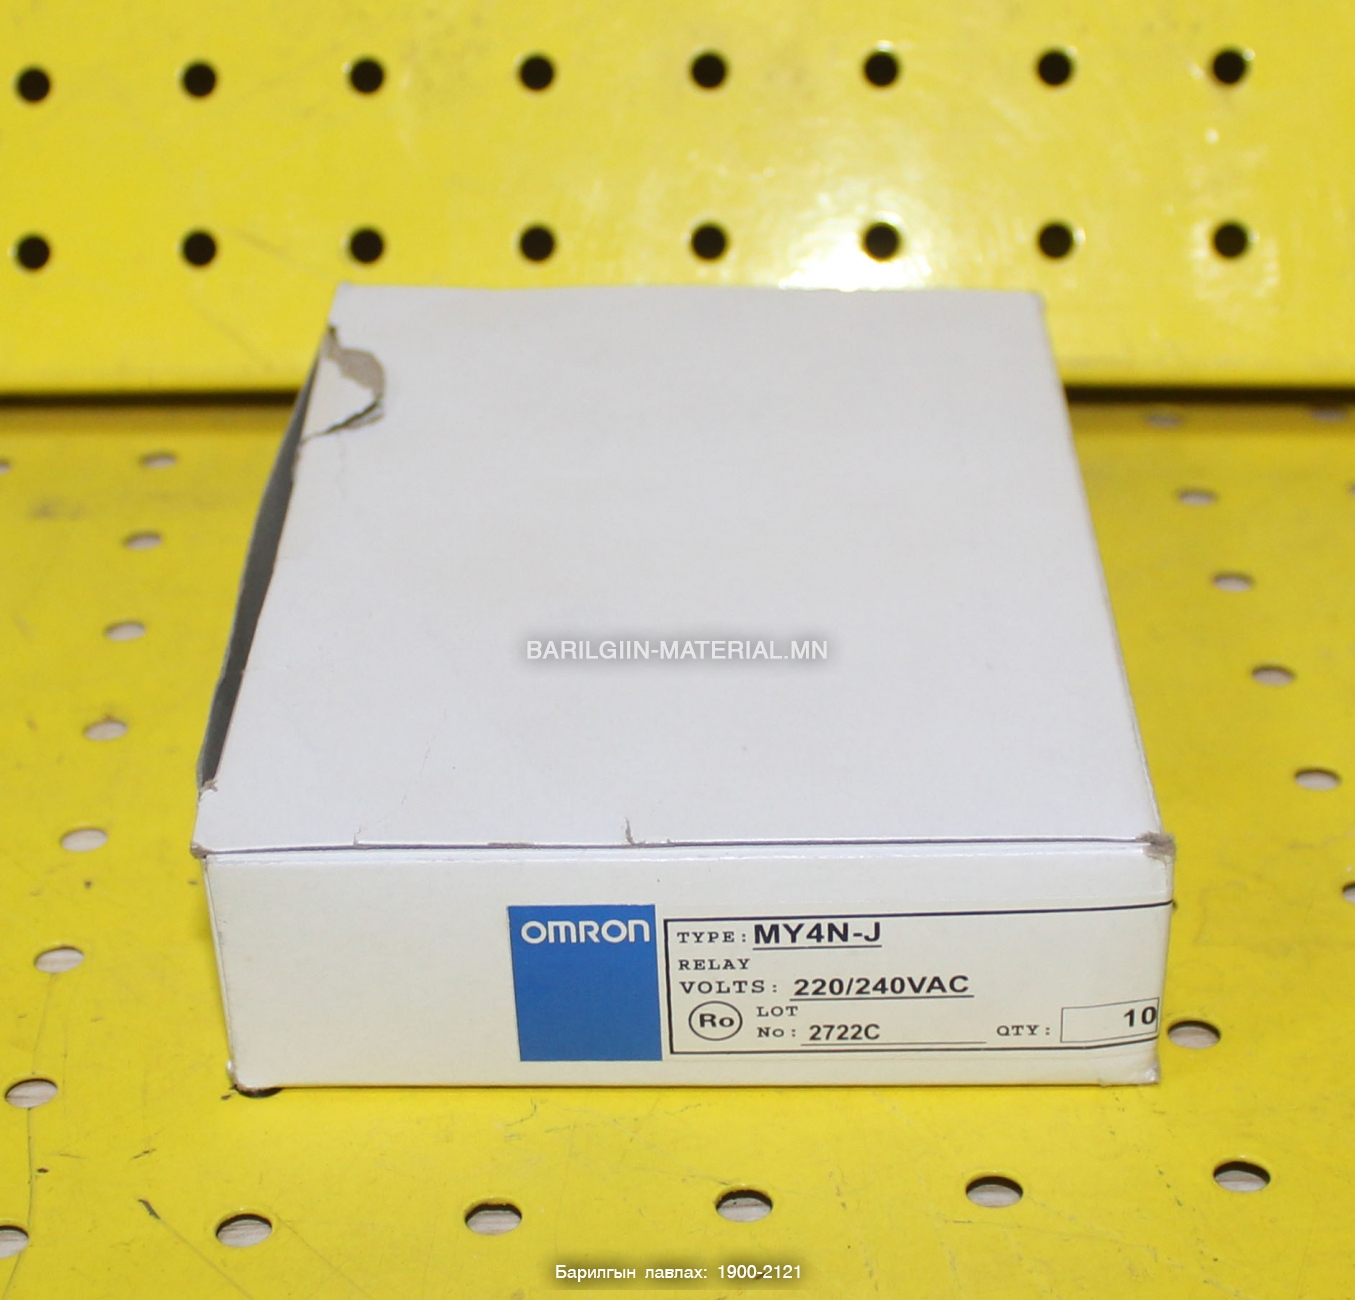 BARILGIIN-MATERIAL.MN
OMRON
TYPE: MY4N-J
RELAY
VOLTS: 220/240VAC
Ro
LOT
No: 2722C
QTY: 10
Барилгын лавлах: 1900-2121